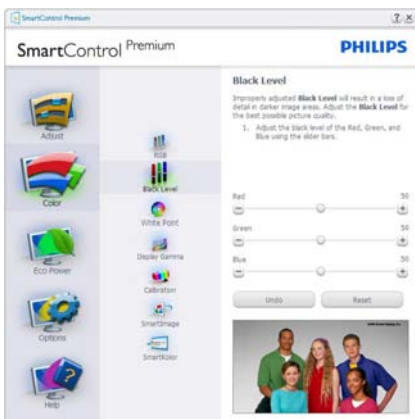 SmartControl Premium
SmartControl Premium
PHILIPS
Adjust
Color
Eco Power
Options
Help
RGB
Black Level
White Point
Display Gamma
Calibration
SmartImage
SmartKolor
Black Level
Improperly adjusted Black Level will result in a loss of
detail in darker image areas. Adjust the Black Level for
the best possible picture quality.
1. Adjust the black level of the Red, Green, and
Blue using the slider bars.
Red 50
Green 50
Blue 50
Undo Reset